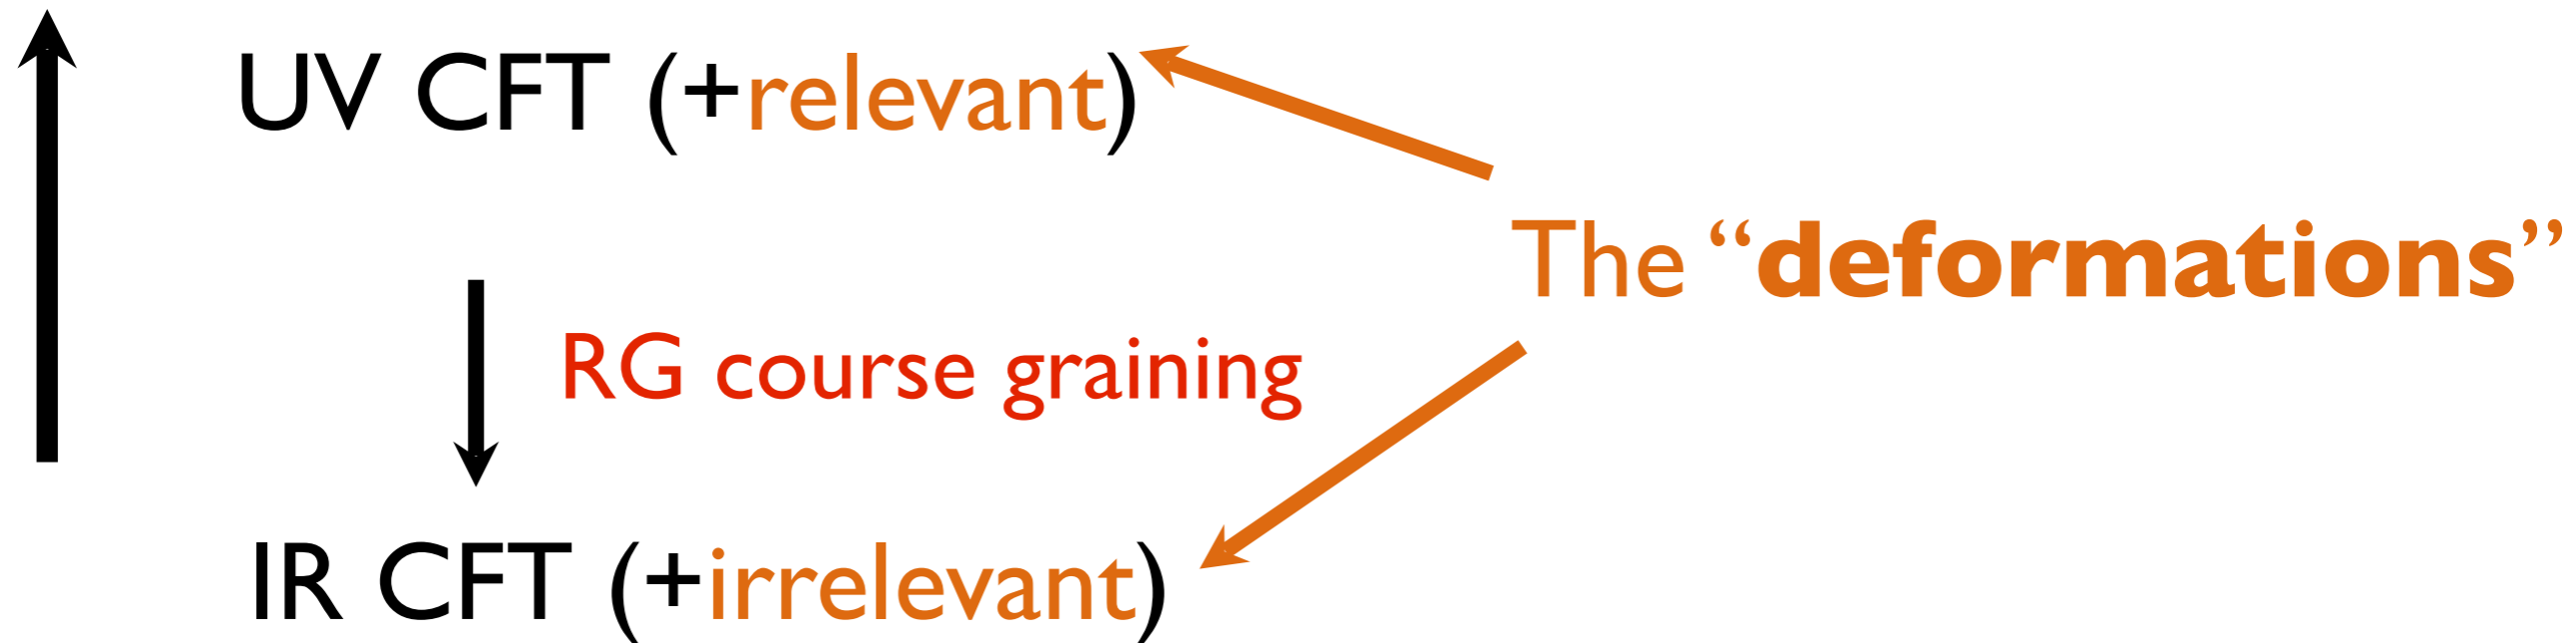 UV CFT (+relevant)
The “deformations”
RG course graining
IR CFT (+irrelevant)